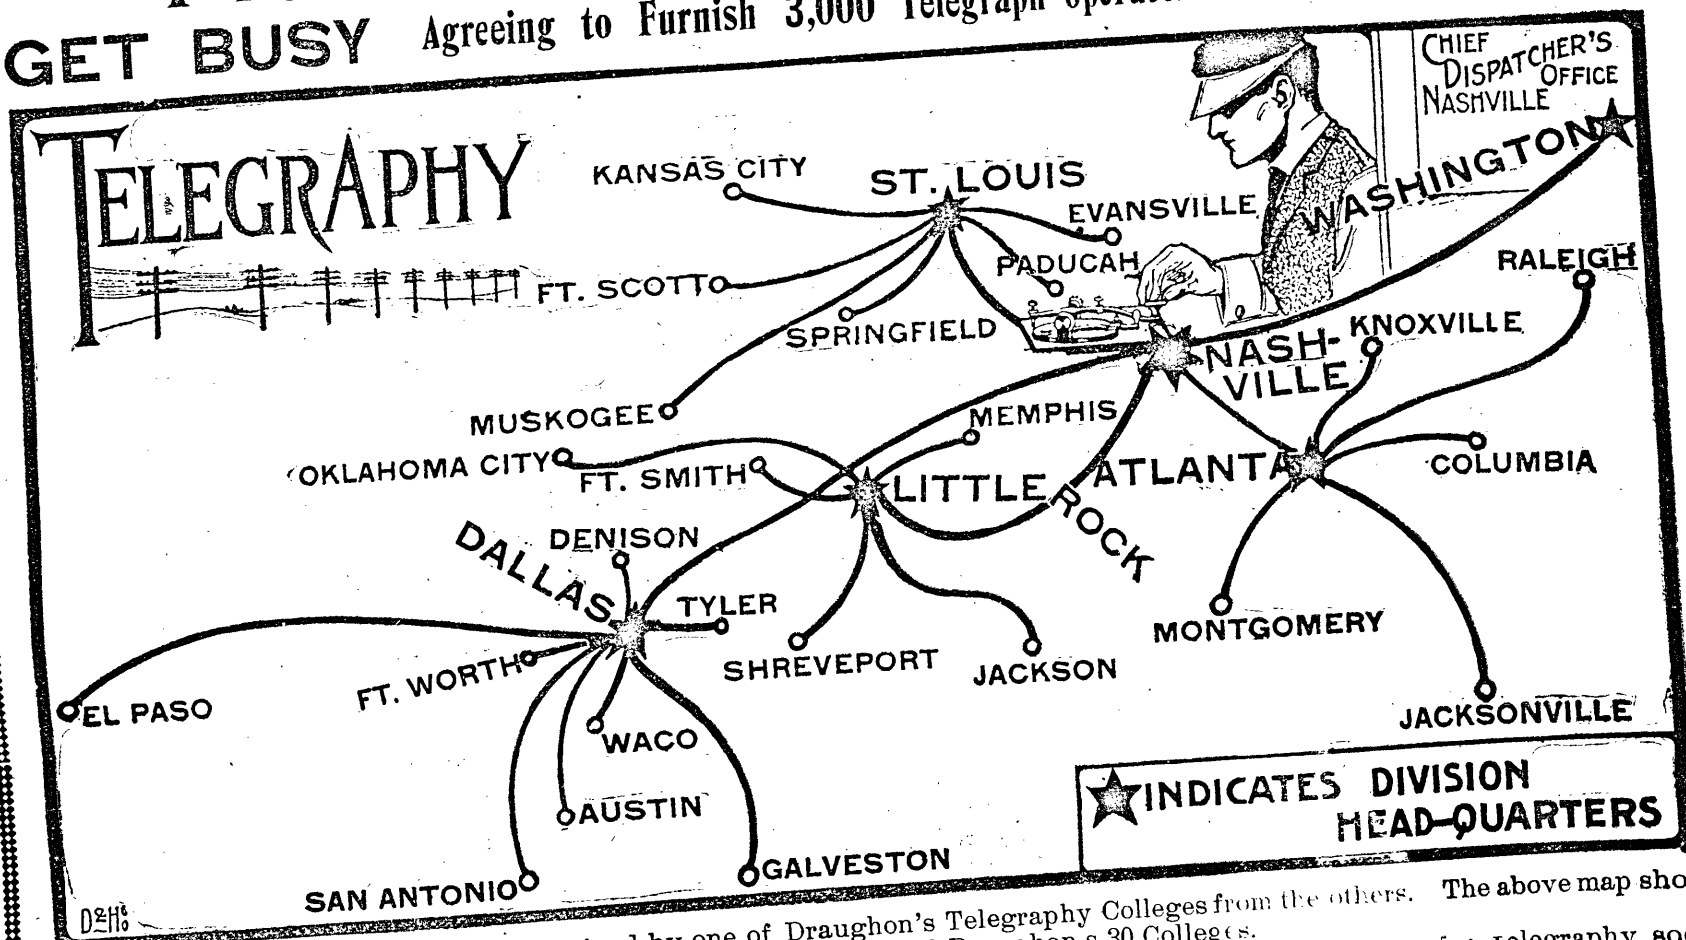 GET BUSY Agreeing to Furnish 3,000 Telegraph
CHIEF
DISPATCHER'S
OFFICE
NASHVILLE
TELEGRAPHY
WASHINGTON
KANSAS CITY
ST. LOUIS
EVANSVILLE
RALEIGH
PADUCAH
FT. SCOTT
SPRINGFIELD
KNOXVILLE
NASH-
VILLE
MUSKOGEE
MEMPHIS
OKLAHOMA CITY
FT. SMITH
LITTLE
ROCK
ATLANTA
COLUMBIA
DALLAS
DENISON
TYLER
MONTGOMERY
SHREVEPORT
JACKSON
FT. WORTH
EL PASO
WACO
JACKSONVILLE
AUSTIN
INDICATES DIVISION
HEAD-QUARTERS
GALVESTON
SAN ANTONIO
by one of Draughon's Telegraphy Colleges from the others. The above map
30 Colleges.